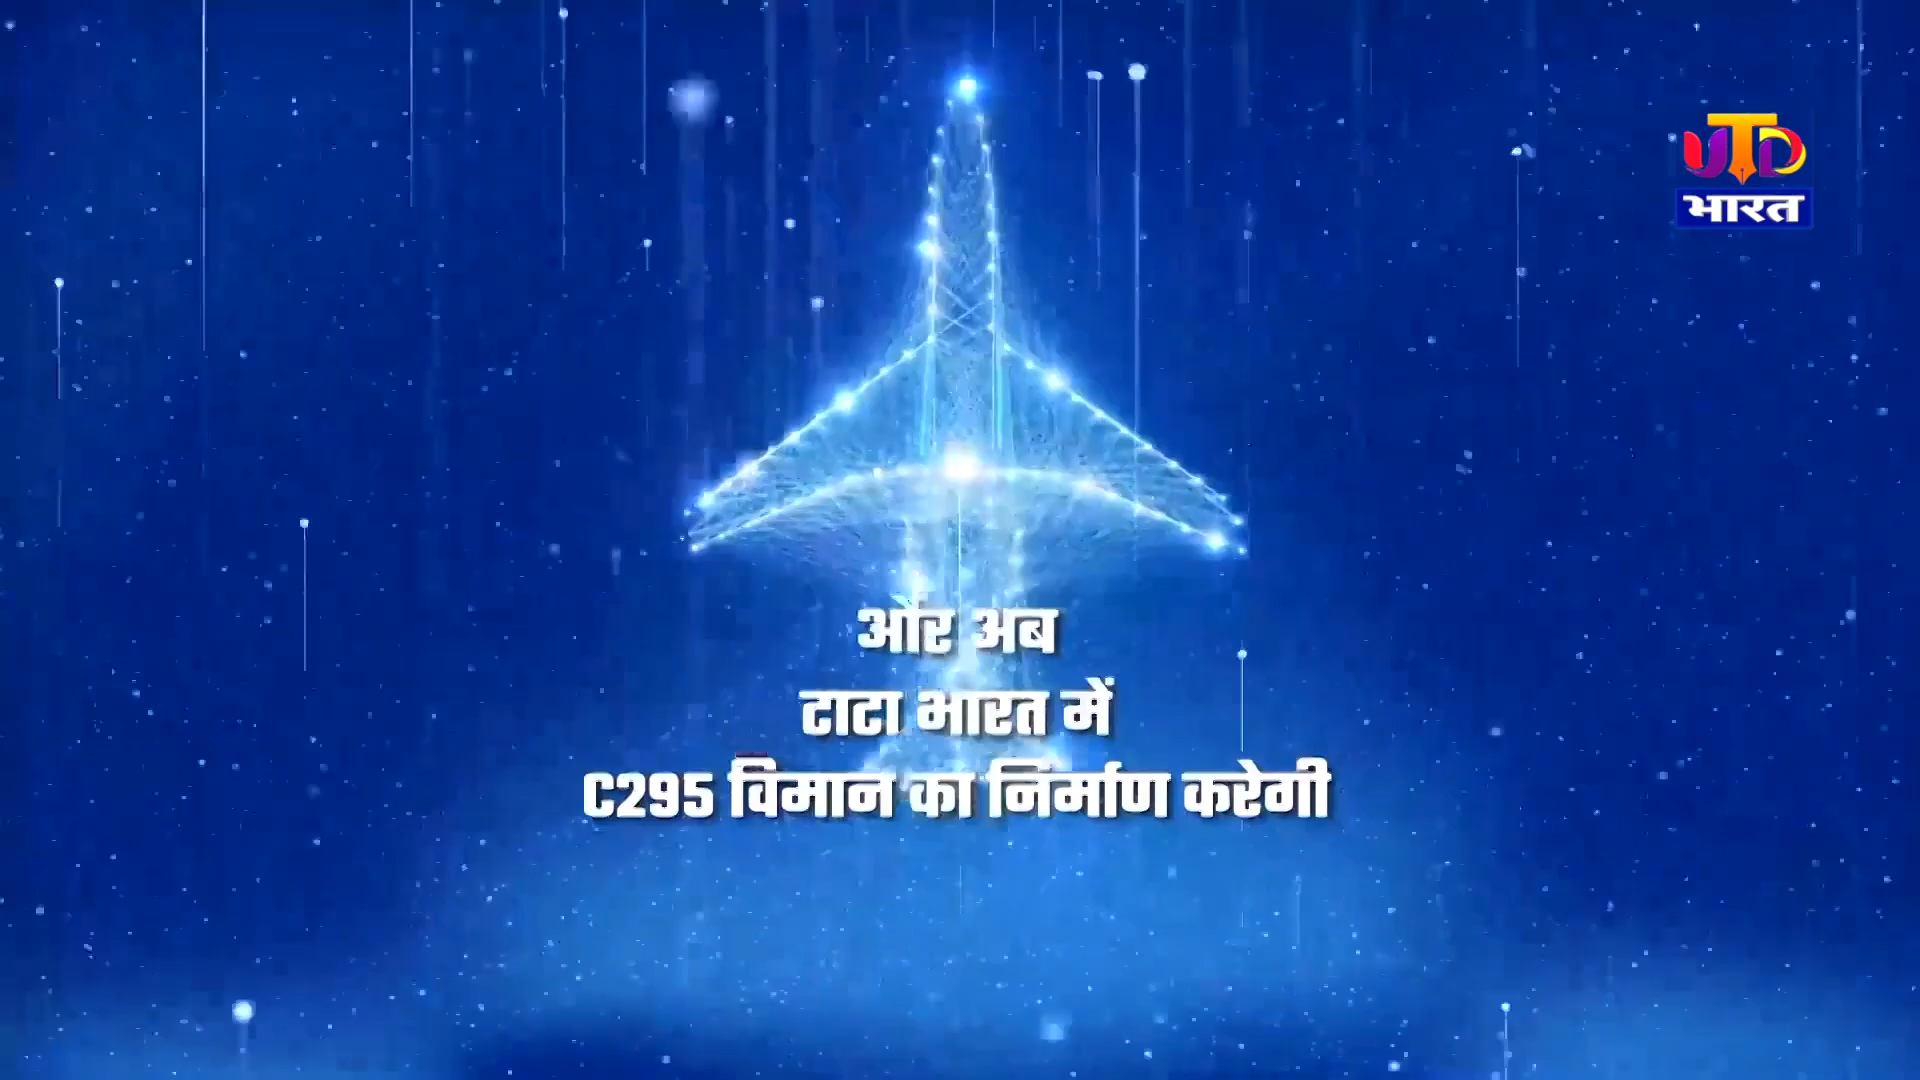 UTD
भारत
और अब
टाटा भारत में
C295 विमान का निर्माण करेगी